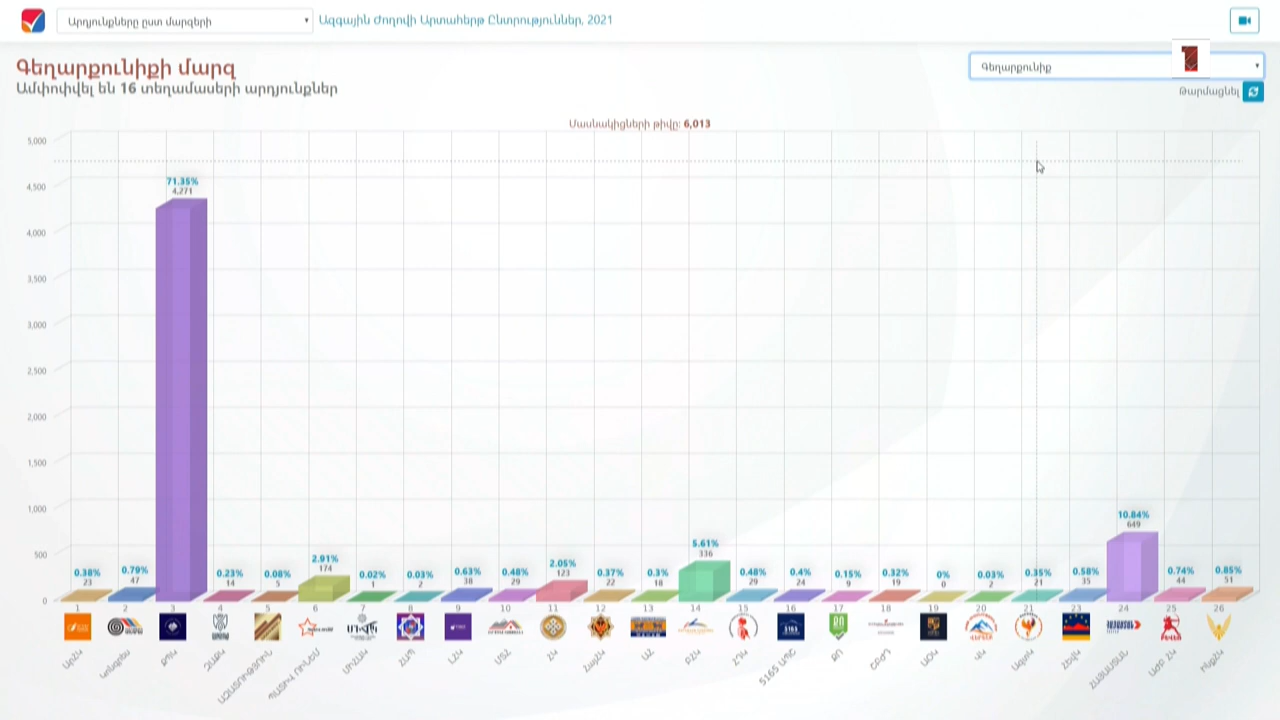 Արդյունքները ըստ մարզերի
Ազգային Ժողովի Արտահերթ Ընտրություններ, 2021
Գեղարքունիքի մարզ
Ամփոփվել են 16 տեղամասերի արդյունքներ
Գեղարքունիք
Թարմացնել
Մասնակիցների թիվը: 6,013
5,000
4,500
4,000
3,500
3,000
2,500
2,000
1,500
1,000
500
0
0.38% 0.79% 71.35% 0.23% 0.08% 2.91% 0.02% 0.03% 0.63% 0.48% 2.05% 0.37% 0.3% 5.61% 0.48% 0.4% 0.15% 0.32% 0% 0.03% 0.35% 0.58% 10.84% 0.74% 0.85%
23 47 4,271 14 5 174 1 2 38 29 123 22 18 336 29 24 9 19 0 2 21 35 649 44 51
1 2 3 4 5 6 7 8 9 10 11 12 13 14 15 16 17 18 19 20 21 23 24 25 26
ԱզատՈՒԹՅՈՒՆ
ՊԱՏԻՎ ՈՒՆԵՄ
5165 ԱՊՇ
ՀԱՅԱՍՏԱՆ